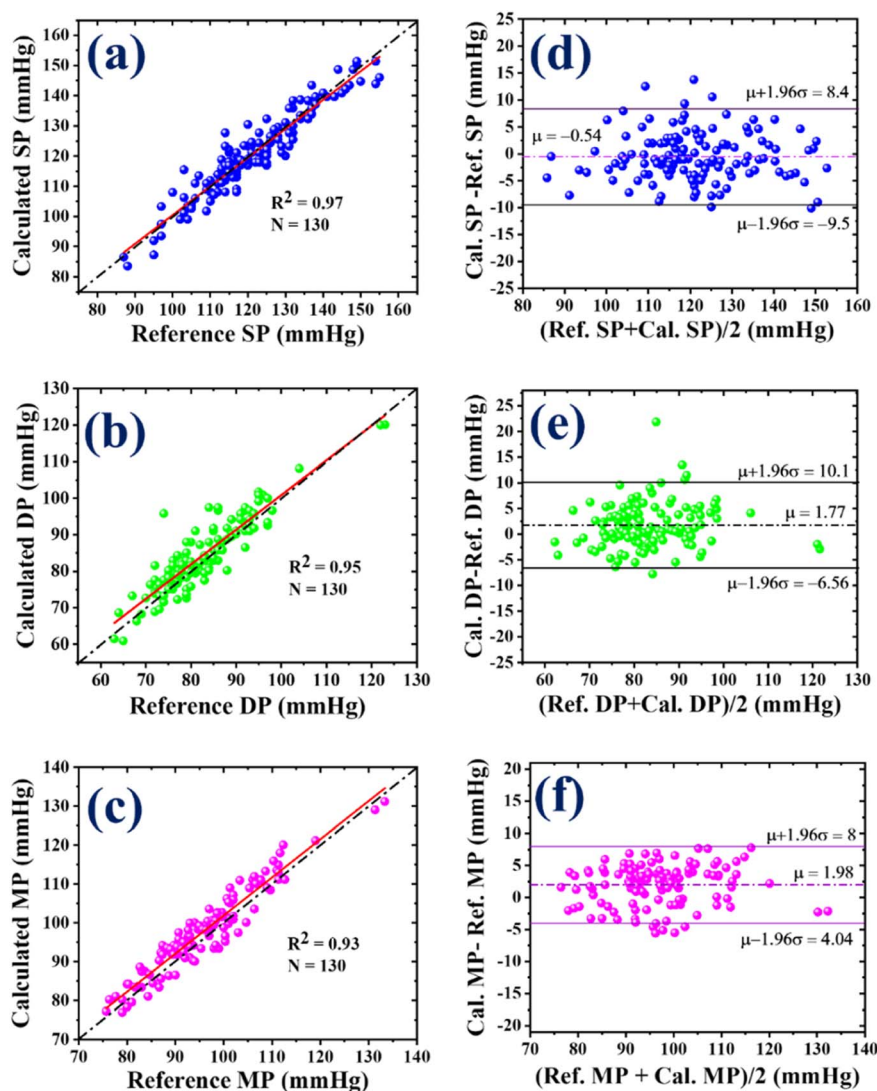 (a)
160
150
140
130
120
110
100
90
80
Calculated SP (mmHg)
R² = 0.97
N = 130
80 90 100 110 120 130 140 150 160
Reference SP (mmHg)
(d)
25
20
15
10
5
0
-5
-10
-15
-20
-25
Cal. SP -Ref. SP (mmHg)
μ+1.96σ = 8.4
μ = −0.54
μ−1.96σ = −9.5
80 90 100 110 120 130 140 150 160
(Ref. SP+Cal. SP)/2 (mmHg)
(b)
130
120
110
100
90
80
70
60
Calculated DP (mmHg)
R² = 0.95
N = 130
60 70 80 90 100 110 120 130
Reference DP (mmHg)
(e)
25
20
15
10
5
0
-5
-10
-15
-20
-25
Cal. DP-Ref. DP (mmHg)
μ+1.96σ = 10.1
μ = 1.77
μ−1.96σ = −6.56
60 70 80 90 100 110 120 130
(Ref. DP+Cal. DP)/2 (mmHg)
(c)
140
130
120
110
100
90
80
70
Calculated MP (mmHg)
R² = 0.93
N = 130
70 80 90 100 110 120 130 140
Reference MP (mmHg)
(f)
20
15
10
5
0
-5
-10
-15
-20
Cal. MP- Ref. MP (mmHg)
μ+1.96σ = 8
μ = 1.98
μ−1.96σ = 4.04
70 80 90 100 110 120 130 140
(Ref. MP + Cal. MP)/2 (mmHg)